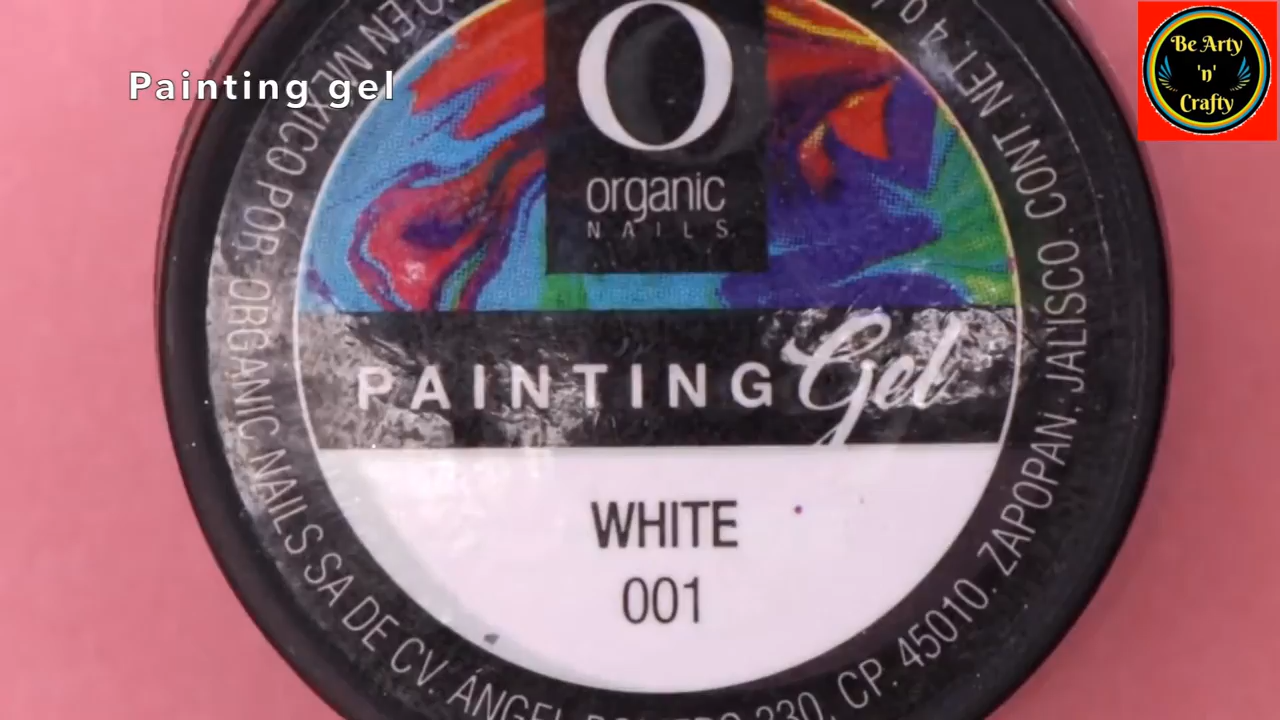 Painting gel
Be Arty
'n'
Crafty
O
organic
NAILS
PAINTING Gel
WHITE
001
EN MEXICO POR: ORGANIC NAILS SA DE CV. ÁNGEL 330, CP. 45010. ZAPOPAN, JALISCO. CONT. NET